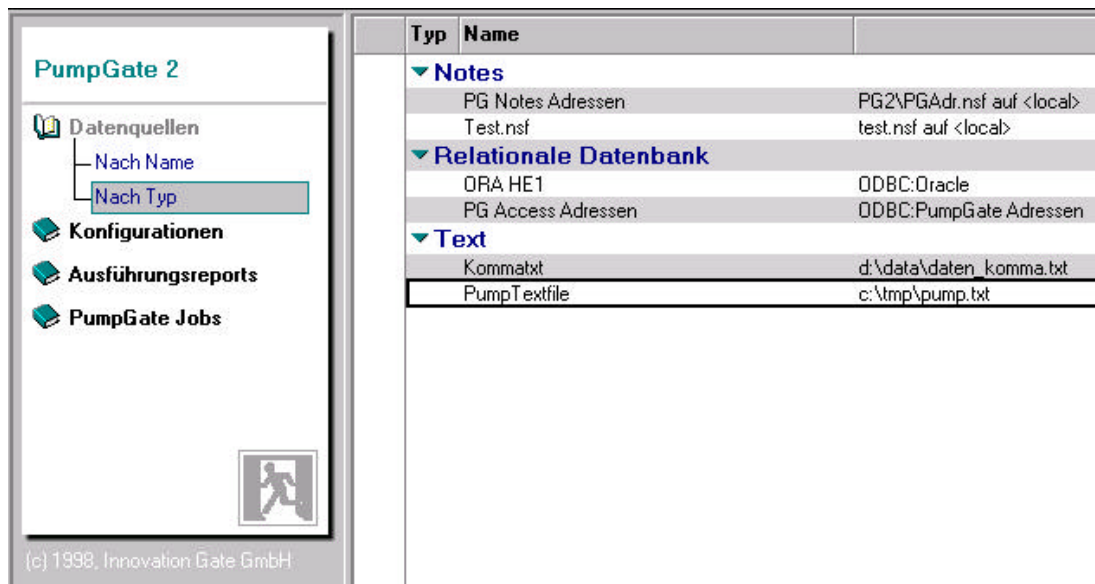 PumpGate 2
Datenquellen
Nach Name
Nach Typ
Konfigurationen
Ausführungsreports
PumpGate Jobs
(c) 1998, Innovation Gate GmbH
Typ Name
Notes
PG Notes Adressen PG2\PGAdr.nsf auf <local>
Test.nsf test.nsf auf <local>
Relationale Datenbank
ORA HE1 ODBC:Oracle
PG Access Adressen ODBC:PumpGate Adressen
Text
Kommatxt d:\data\daten_komma.txt
PumpTextfile c:\tmp\pump.txt